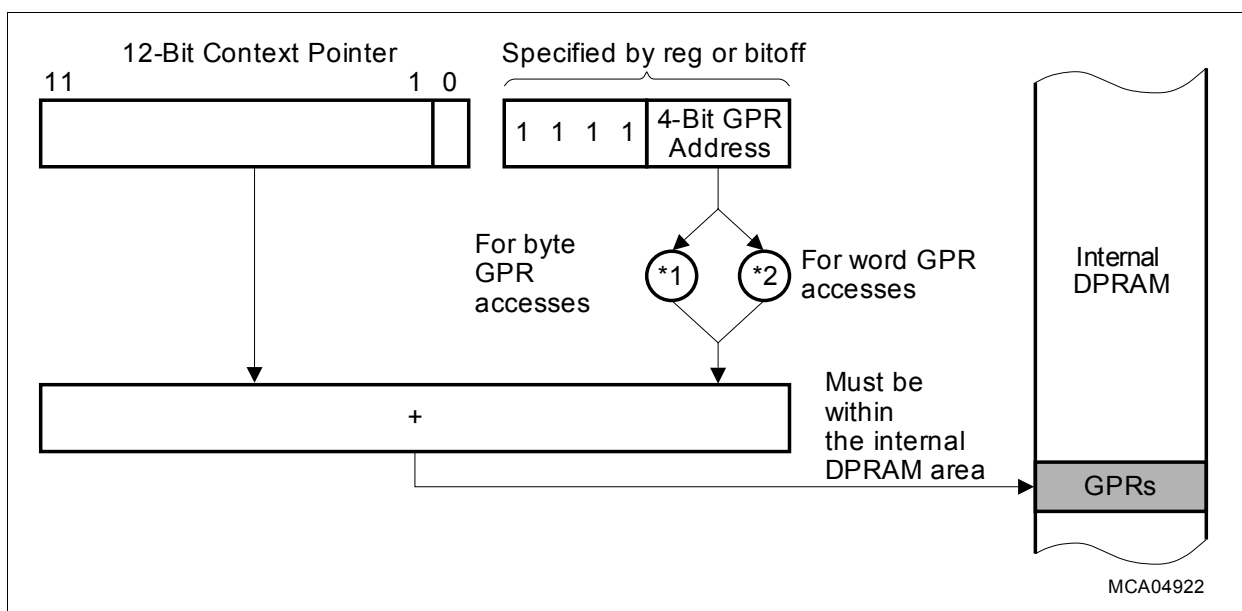 12-Bit Context Pointer
11 1 0
Specified by reg or bitoff
1 1 1 1
4-Bit GPR
Address
For byte
GPR
accesses
*1
*2
For word GPR
accesses
+
Must be
within
the internal
DPRAM area
Internal
DPRAM
GPRs
MCA04922